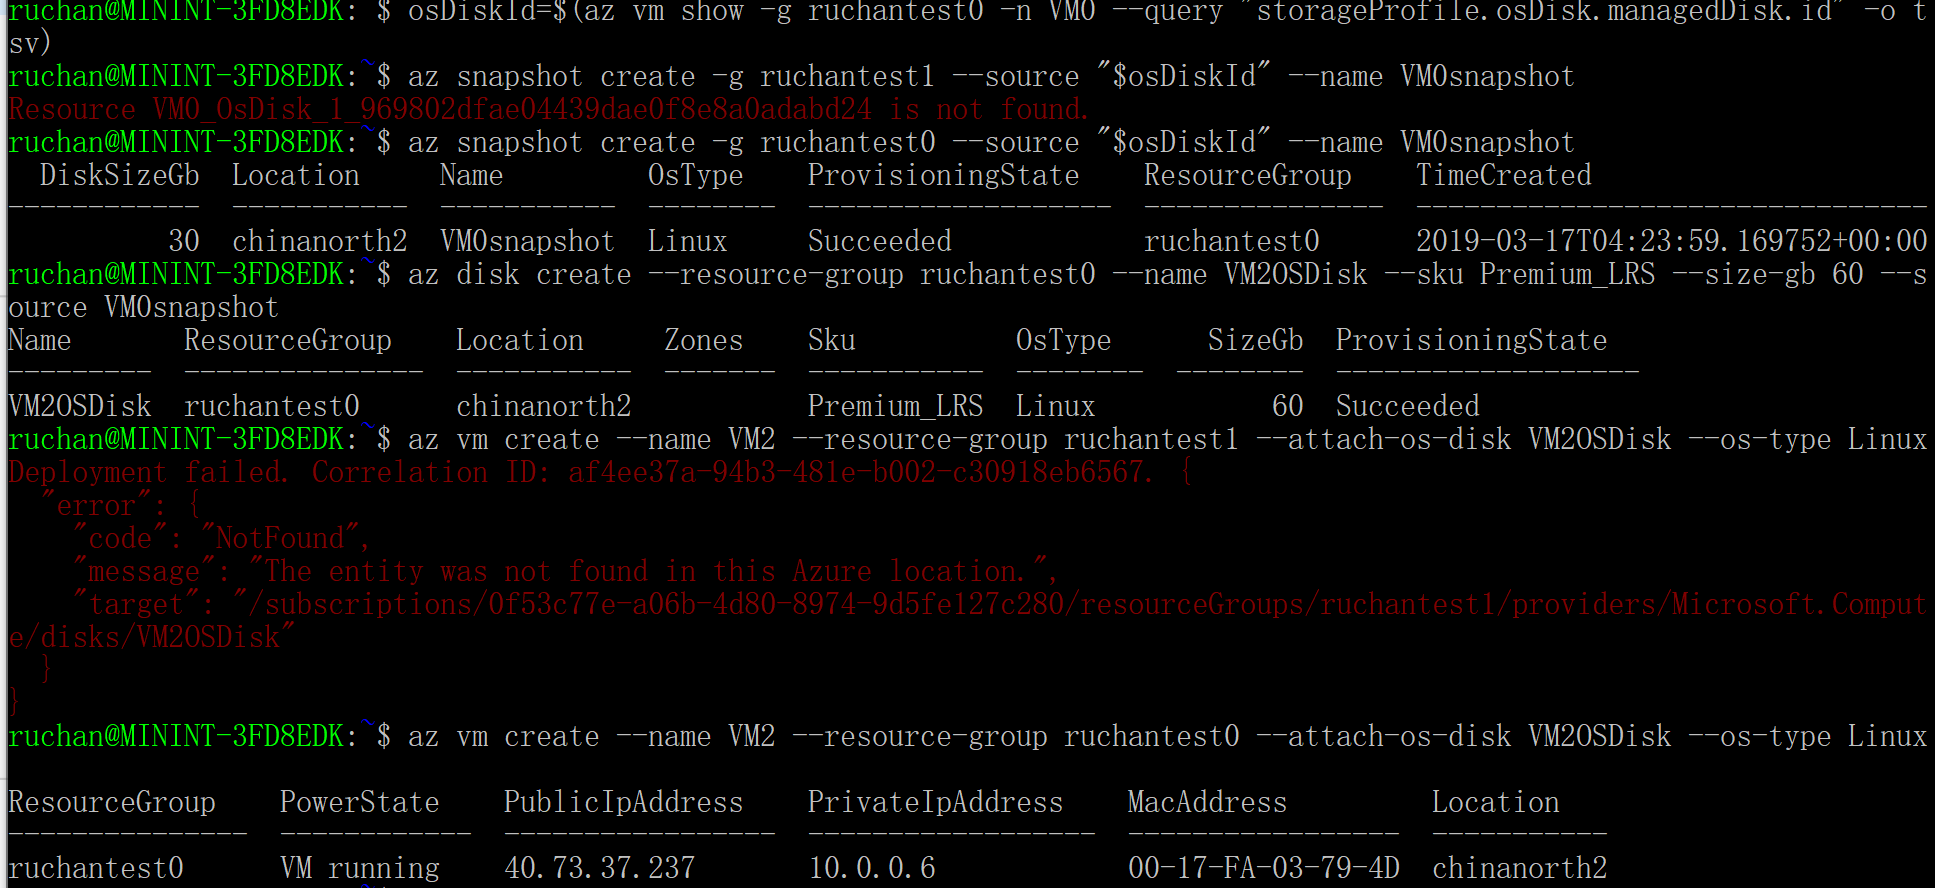 ruchan@MININT-3FD8EDK: $ osDiskId=$(az vm show -g ruchantest0 -n VM0 --query "storageProfile.osDisk.managedDisk.id" -o t
sv)
ruchan@MININT-3FD8EDK:~$ az snapshot create -g ruchantest1 --source "$osDiskId" --name VM0snapshot
Resource VM0_OsDisk_1_969802dfae04439dae0f8e8a0adabd24 is not found.
ruchan@MININT-3FD8EDK:~$ az snapshot create -g ruchantest0 --source "$osDiskId" --name VM0snapshot
DiskSizeGb  Location     Name         OsType    ProvisioningState    ResourceGroup    TimeCreated
------------  -----------  -----------  --------  -------------------  ---------------  --------------------------------
30  chinanorth2  VM0snapshot  Linux     Succeeded            ruchantest0      2019-03-17T04:23:59.169752+00:00
ruchan@MININT-3FD8EDK:~$ az disk create --resource-group ruchantest0 --name VM2OSDisk --sku Premium_LRS --size-gb 60 --s
ource VM0snapshot
Name       ResourceGroup    Location     Zones    Sku          OsType      SizeGb  ProvisioningState
---------  ---------------  -----------  -------  -----------  --------  --------  -------------------
VM2OSDisk  ruchantest0      chinanorth2           Premium_LRS  Linux           60  Succeeded
ruchan@MININT-3FD8EDK:~$ az vm create --name VM2 --resource-group ruchantest1 --attach-os-disk VM2OSDisk --os-type Linux
Deployment failed. Correlation ID: af4ee37a-94b3-481e-b002-c30918eb6567. {
"error": {
"code": "NotFound",
"message": "The entity was not found in this Azure location.",
"target": "/subscriptions/0f53c77e-a06b-4d80-8974-9d5fe127c280/resourceGroups/ruchantest1/providers/Microsoft.Comput
e/disks/VM2OSDisk"
}
}
ruchan@MININT-3FD8EDK:~$ az vm create --name VM2 --resource-group ruchantest0 --attach-os-disk VM2OSDisk --os-type Linux
ResourceGroup    PowerState    PublicIpAddress    PrivateIpAddress    MacAddress         Location
---------------  ------------  -----------------  ------------------  -----------------  -----------
ruchantest0      VM running    40.73.37.237       10.0.0.6            00-17-FA-03-79-4D  chinanorth2